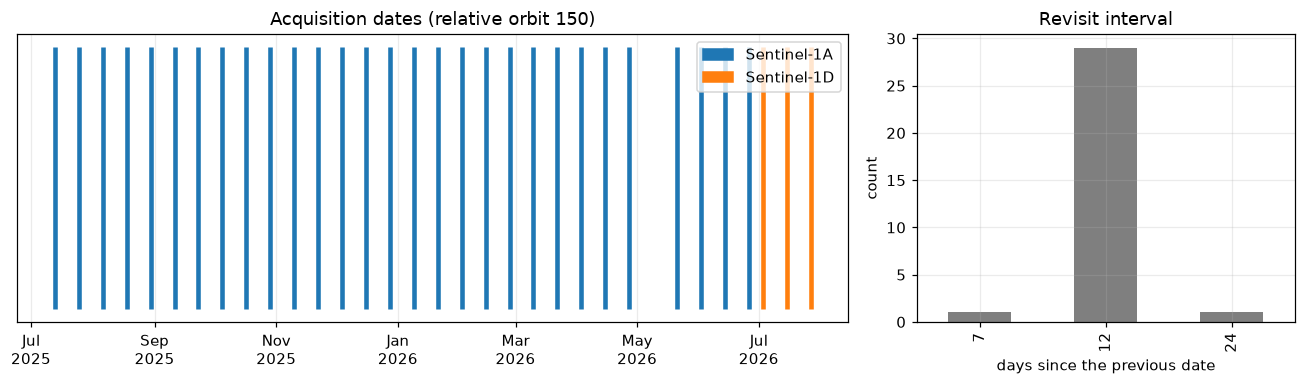 Acquisition dates (relative orbit 150)
Sentinel-1A
Sentinel-1D
Jul
2025
Sep
2025
Nov
2025
Jan
2026
Mar
2026
May
2026
Jul
2026
Revisit interval
count
30
25
20
15
10
5
0
7
12
24
days since the previous date